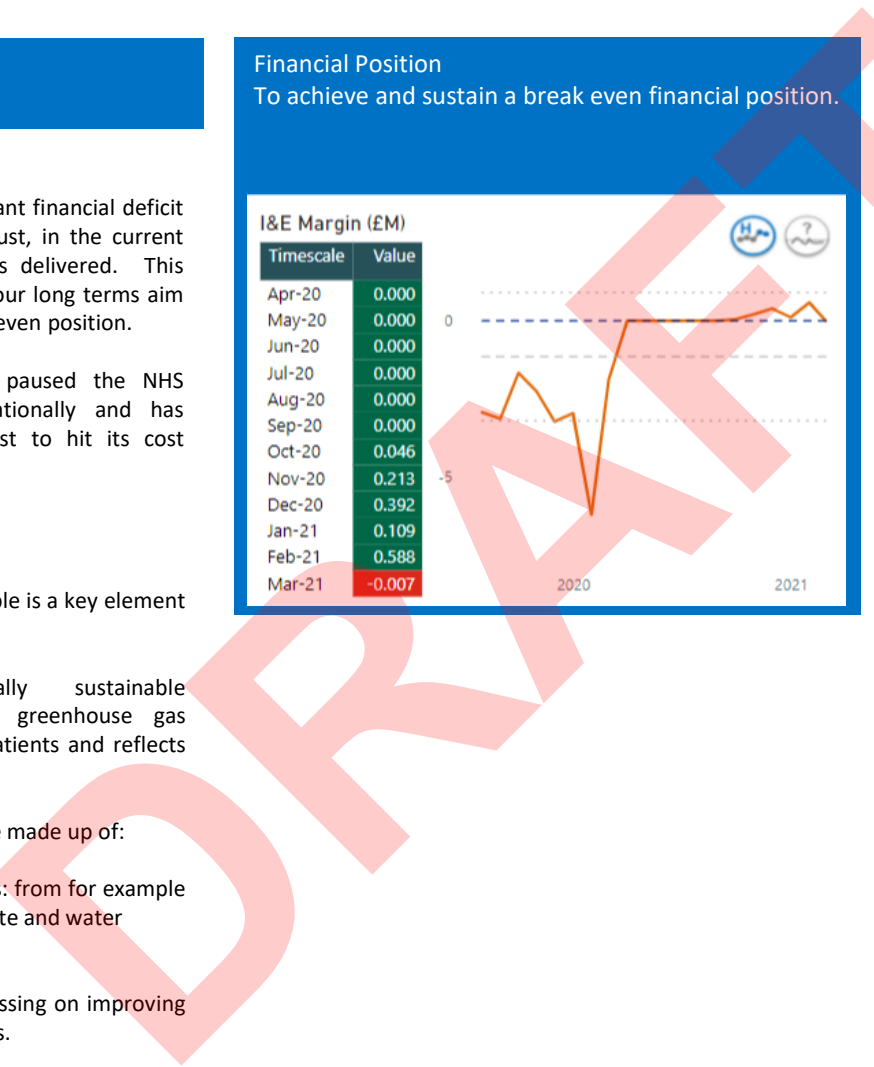 ant financial deficit
ust, in the current
s delivered. This
our long terms aim
even position.
paused the NHS
ationally and has
st to hit its cost
ole is a key element
ally sustainable
greenhouse gas
atients and reflects
e made up of:
s: from for example
te and water
ssing on improving
s.
Financial Position
To achieve and sustain a break even financial position.
I&E Margin (£M)
Timescale Value
Apr-20 0.000
May-20 0.000
Jun-20 0.000
Jul-20 0.000
Aug-20 0.000
Sep-20 0.000
Oct-20 0.046
Nov-20 0.213
Dec-20 0.392
Jan-21 0.109
Feb-21 0.588
Mar-21 -0.007
H
?
0
-5
2020 2021
DRAFT